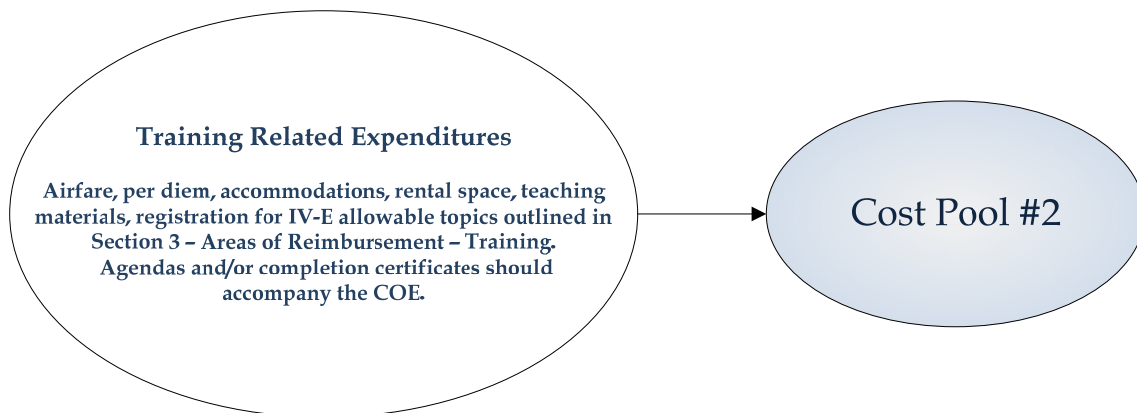 Training Related Expenditures
Airfare, per diem, accommodations, rental space, teaching
materials, registration for IV-E allowable topics outlined in
Section 3 – Areas of Reimbursement – Training.
Agendas and/or completion certificates should
accompany the COE.
Cost Pool #2